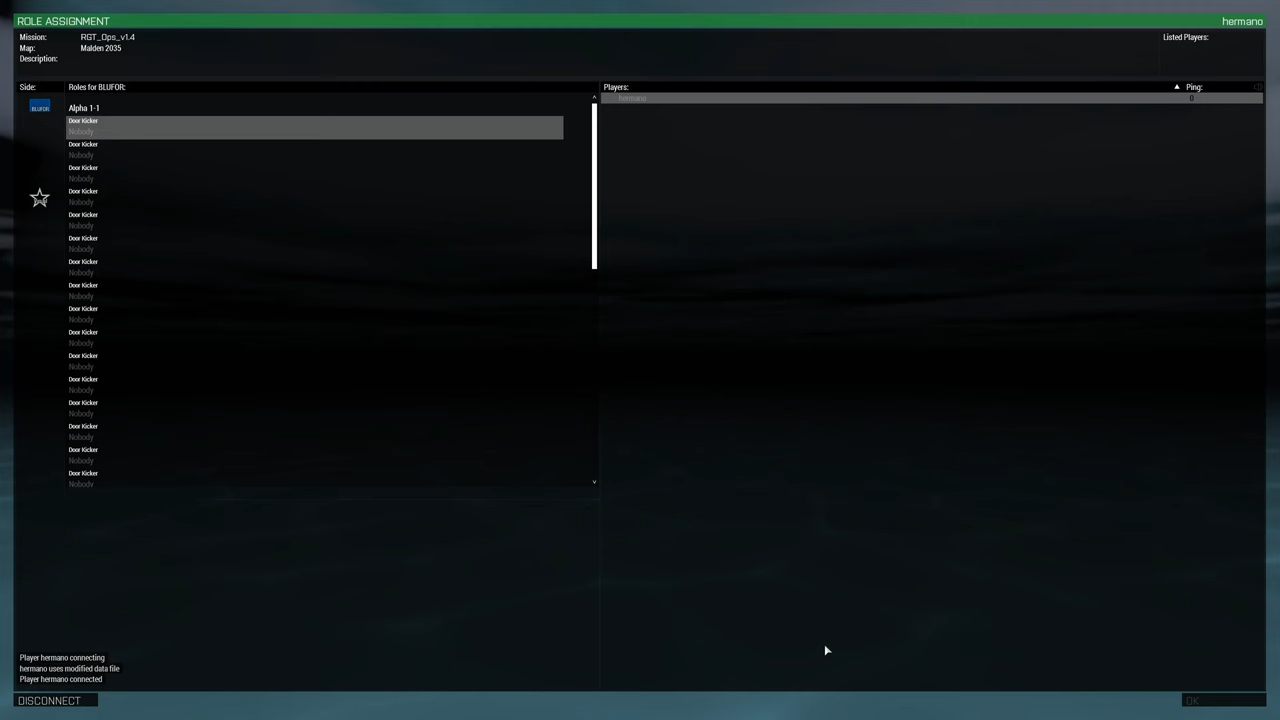 ROLE ASSIGNMENT
hermano
Mission: RGT_Ops_v1.4
Listed Players:
Map: Malden 2035
Description:
Side:
Roles for BLUFOR:
Players:
Ping:
BLUFOR
Alpha 1-1
hermano
0
Door Kicker
Nobody
Door Kicker
Nobody
Door Kicker
Nobody
Door Kicker
Nobody
Door Kicker
Nobody
Door Kicker
Nobody
Door Kicker
Nobody
Door Kicker
Nobody
Door Kicker
Nobody
Door Kicker
Nobody
Door Kicker
Nobody
Door Kicker
Nobody
Door Kicker
Nobody
Door Kicker
Nobody
Door Kicker
Nobody
Door Kicker
Nobody
Player hermano connecting
hermano uses modified data file
Player hermano connected
DISCONNECT
OK